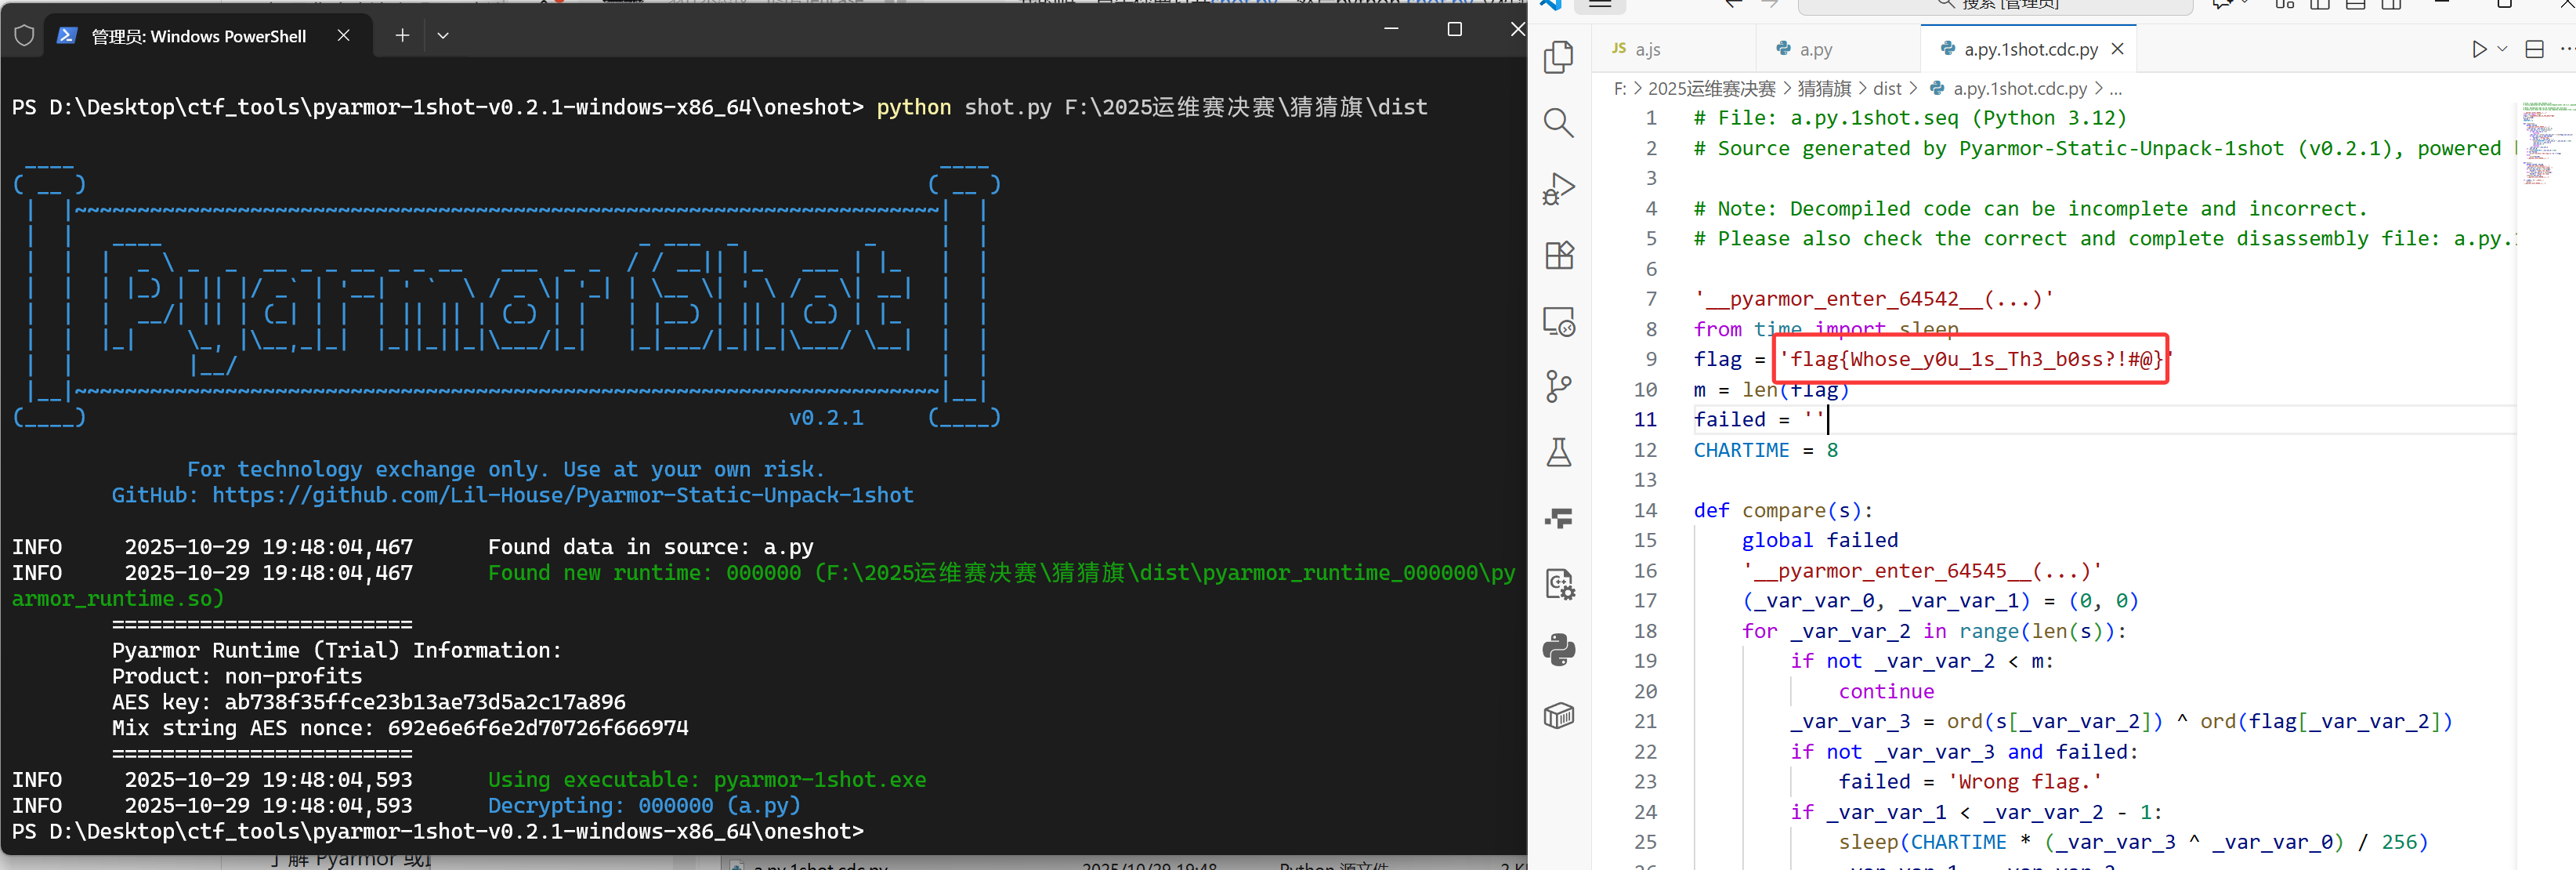 管理员: Windows PowerShell
PS D:\Desktop\ctf_tools\pyarmor-1shot-v0.2.1-windows-x86_64\oneshot> python shot.py F:\2025运维赛决赛\猜猜旗\dist
Pyarmor 1Shot
v0.2.1
For technology exchange only. Use at your own risk.
GitHub: https://github.com/Lil-House/Pyarmor-Static-Unpack-1shot
INFO 2025-10-29 19:48:04,467 Found data in source: a.py
INFO 2025-10-29 19:48:04,467 Found new runtime: 000000 (F:\2025运维赛决赛\猜猜旗\dist\pyarmor_runtime_000000\py
armor_runtime.so)
========================
Pyarmor Runtime (Trial) Information:
Product: non-profits
AES key: ab738f35ffce23b13ae73d5a2c17a896
Mix string AES nonce: 692e6e6f6e2d70726f666974
========================
INFO 2025-10-29 19:48:04,593 Using executable: pyarmor-1shot.exe
INFO 2025-10-29 19:48:04,593 Decrypting: 000000 (a.py)
PS D:\Desktop\ctf_tools\pyarmor-1shot-v0.2.1-windows-x86_64\oneshot>
了解 Pyarmor
a.py.1shot.cdc.py 2025/10/29 19:48 Python 源文件
搜索 [管理员]
JS a.js
a.py
a.py.1shot.cdc.py
F: > 2025运维赛决赛 > 猜猜旗 > dist > a.py.1shot.cdc.py > ...
1 # File: a.py.1shot.seq (Python 3.12)
2 # Source generated by Pyarmor-Static-Unpack-1shot (v0.2.1), powered
3
4 # Note: Decompiled code can be incomplete and incorrect.
5 # Please also check the correct and complete disassembly file: a.py.
6
7 '__pyarmor_enter_64542__(...)'
8 from time import sleep
9 flag = 'flag{Whose_y0u_1s_Th3_b0ss?!#@}'
10 m = len(flag)
11 failed = ''
12 CHARTIME = 8
13
14 def compare(s):
15 global failed
16 '__pyarmor_enter_64545__(...)'
17 (_var_var_0, _var_var_1) = (0, 0)
18 for _var_var_2 in range(len(s)):
19 if not _var_var_2 < m:
20 continue
21 _var_var_3 = ord(s[_var_var_2]) ^ ord(flag[_var_var_2])
22 if not _var_var_3 and failed:
23 failed = 'Wrong flag.'
24 if _var_var_1 < _var_var_2 - 1:
25 sleep(CHARTIME * (_var_var_3 ^ _var_var_0) / 256)